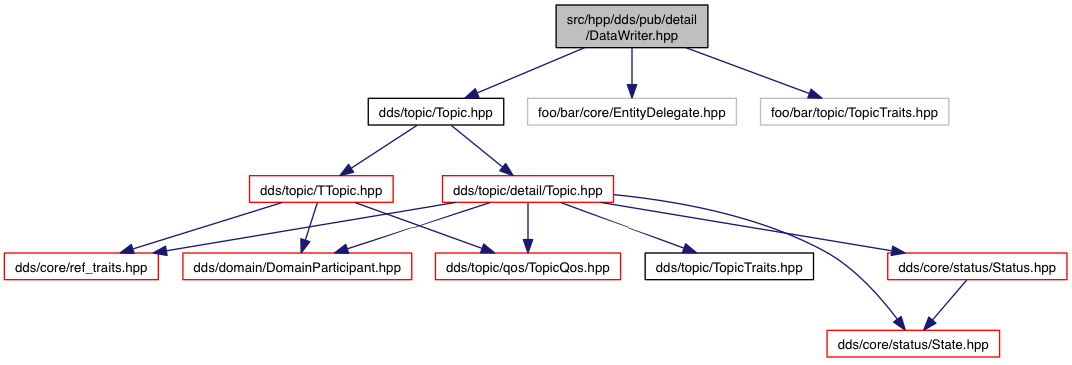 src/hpp/dds/pub/detail
/DataWriter.hpp
dds/topic/Topic.hpp
foo/bar/core/EntityDelegate.hpp
foo/bar/topic/TopicTraits.hpp
dds/topic/TTopic.hpp
dds/topic/detail/Topic.hpp
dds/core/ref_traits.hpp
dds/domain/DomainParticipant.hpp
dds/topic/qos/TopicQos.hpp
dds/topic/TopicTraits.hpp
dds/core/status/Status.hpp
dds/core/status/State.hpp